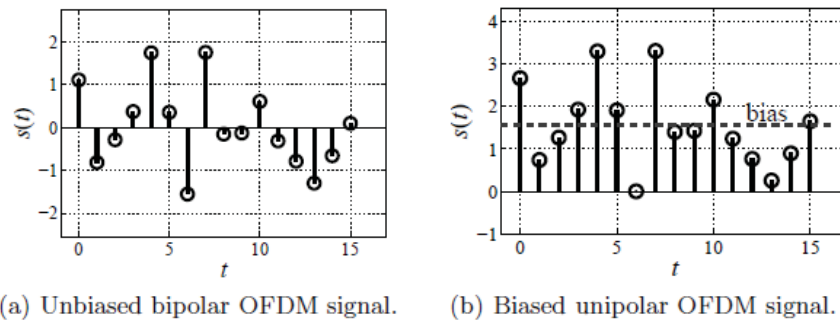 s(t)
2
1
0
−1
−2
0
5
10
15
t
(a) Unbiased bipolar OFDM signal.
s(t)
4
3
2
1
0
−1
bias
0
5
10
15
t
(b) Biased unipolar OFDM signal.